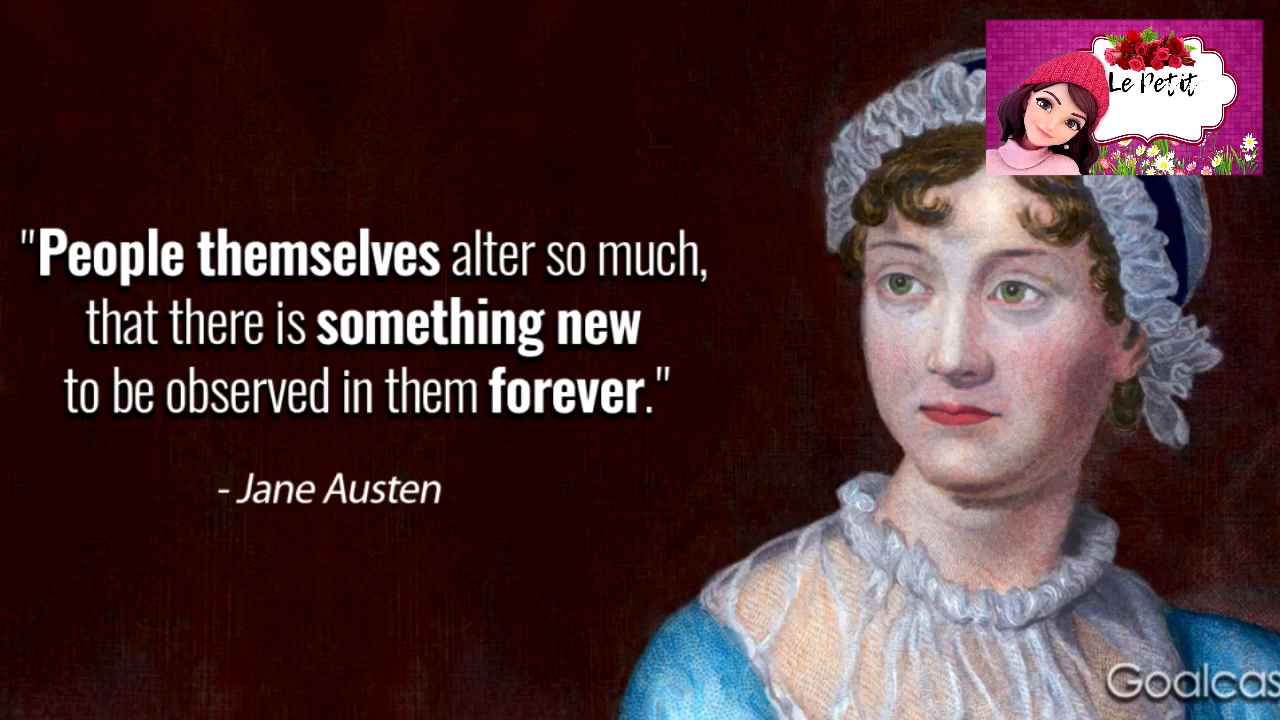 Le Petit
"People themselves alter so much,
that there is something new
to be observed in them forever."
- Jane Austen
Goalcas